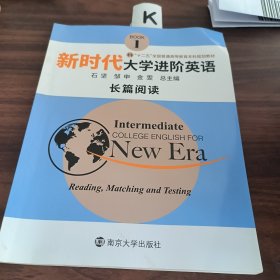 K
BOOK
1
"十二五"全国普通高等教育本科规划教材
新时代大学进阶英语
石坚 邹申 金雯 总主编
长篇阅读
Intermediate
COLLEGE ENGLISH FOR
New Era
Reading, Matching and Testing
南京大学出版社